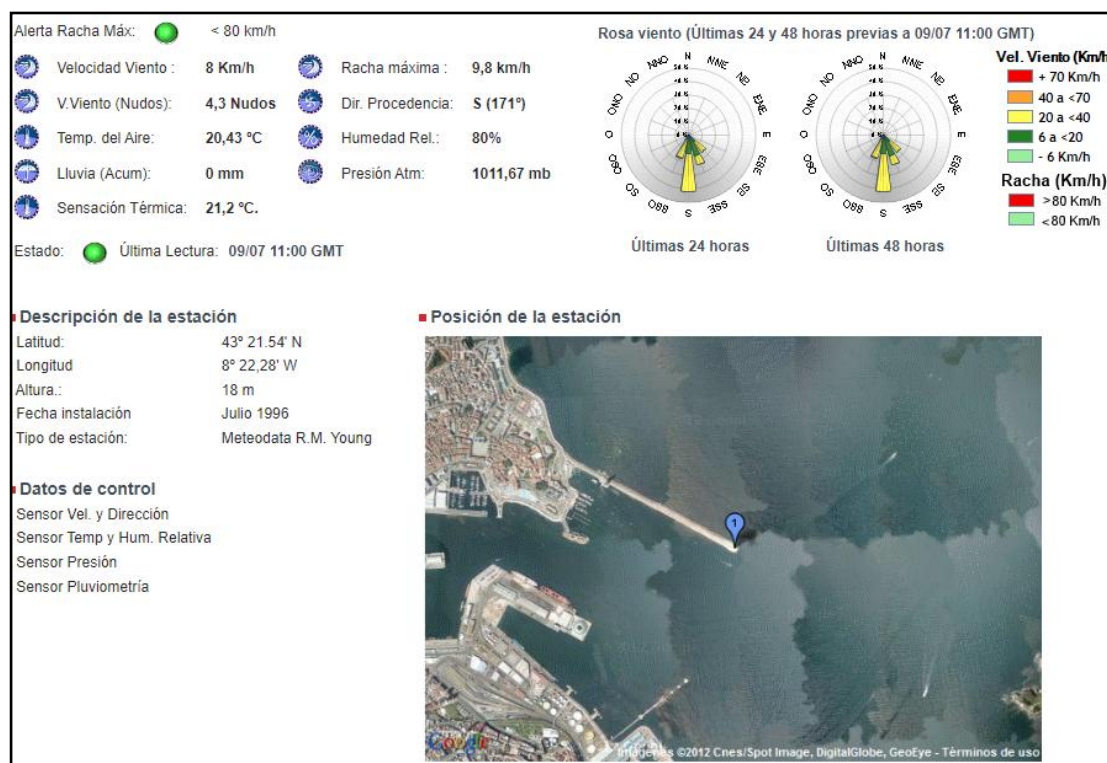 Alerta Racha Máx: < 80 km/h
Velocidad Viento : 8 Km/h Racha máxima : 9,8 km/h
V.Viento (Nudos): 4,3 Nudos Dir. Procedencia: S (171º)
Temp. del Aire: 20,43 ºC Humedad Rel.: 80%
Lluvia (Acum): 0 mm Presión Atm: 1011,67 mb
Sensación Térmica: 21,2 ºC.
Estado: Última Lectura: 09/07 11:00 GMT
Rosa viento (Últimas 24 y 48 horas previas a 09/07 11:00 GMT)
N NNE NE ENE E ESE SE SSE S SSO SO OSO O ONO NO NNO
Últimas 24 horas
N NNE NE ENE E ESE SE SSE S SSO SO OSO O ONO NO NNO
Últimas 48 horas
Vel. Viento (Km/h
+ 70 Km/h
40 a <70
20 a <40
6 a <20
- 6 Km/h
Racha (Km/h)
>80 Km/h
<80 Km/h
Descripción de la estación
Latitud: 43º 21.54' N
Longitud 8º 22,28' W
Altura.: 18 m
Fecha instalación Julio 1996
Tipo de estación: Meteodata R.M. Young
Datos de control
Sensor Vel. y Dirección
Sensor Temp y Hum. Relativa
Sensor Presión
Sensor Pluviometría
Posición de la estación
1
Google
Imágenes ©2012 Cnes/Spot Image, DigitalGlobe, GeoEye - Términos de uso